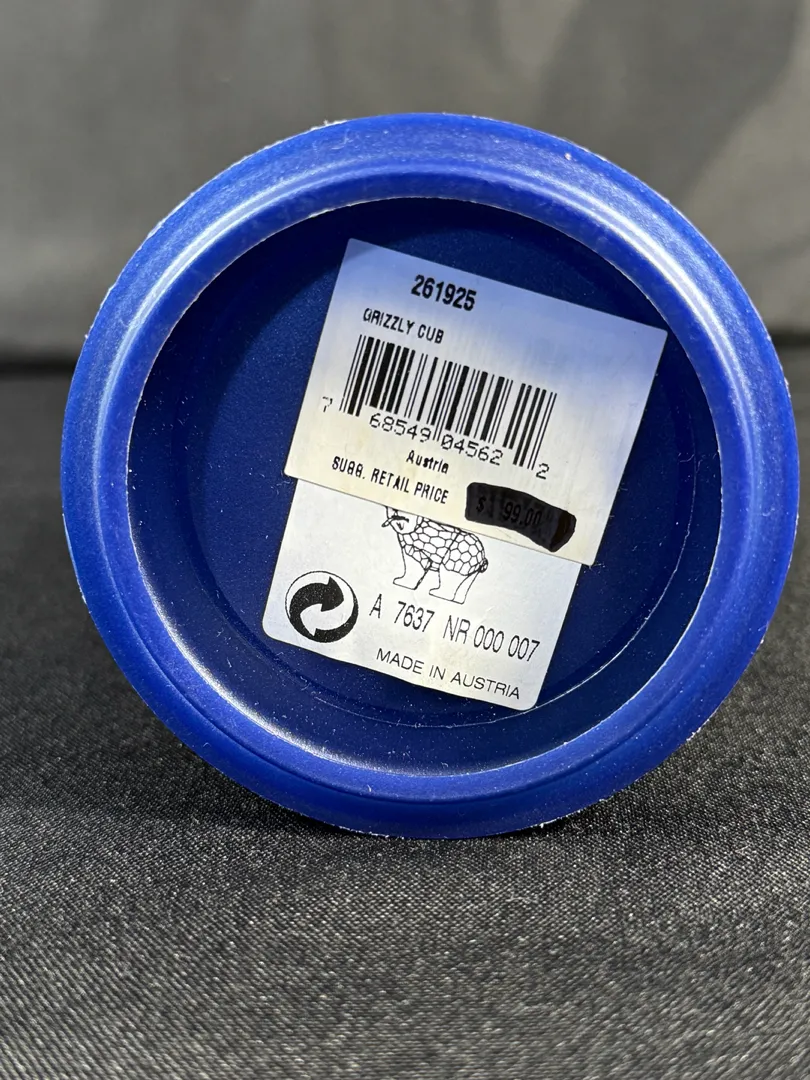 261925
GRIZZLY CUB
7 68549 04562 2
Austria
SUGG. RETAIL PRICE
A 7637 NR 000 007
MADE IN AUSTRIA